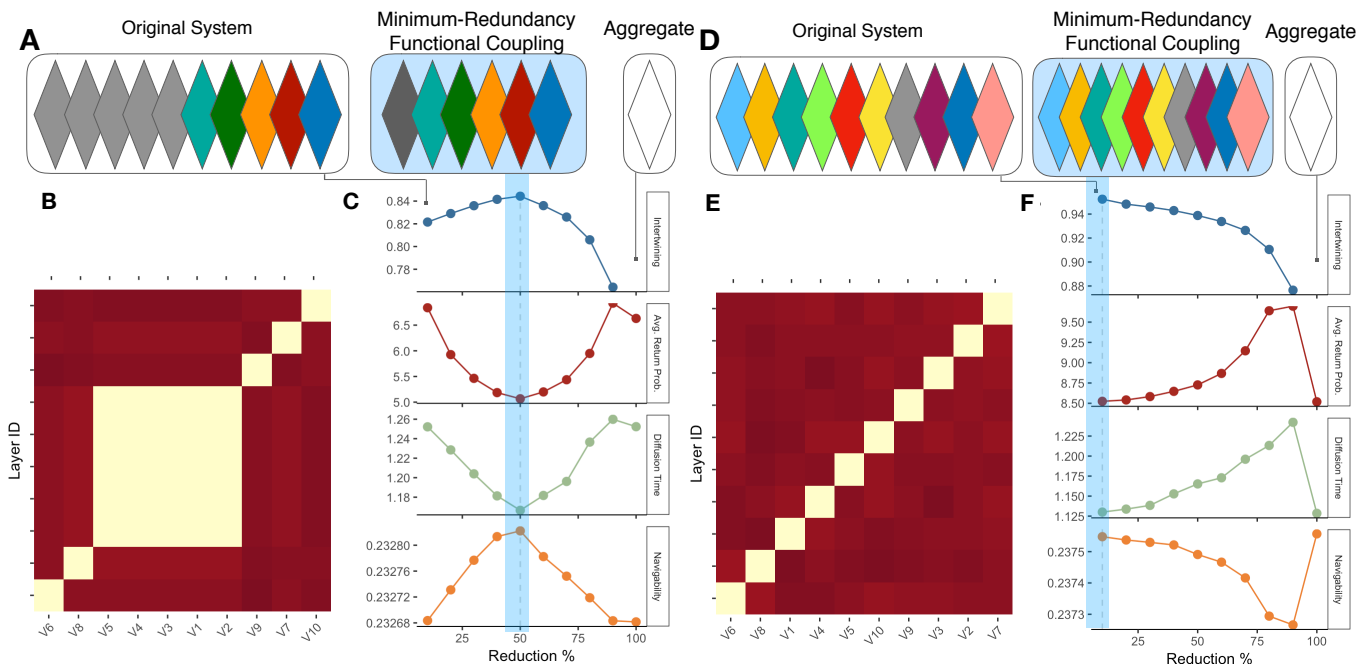 A
Original System
Minimum-Redundancy
Functional Coupling
Aggregate
D
Original System
Minimum-Redundancy
Functional Coupling
Aggregate
B
Layer ID
V6 V8 V5 V4 V3 V1 V2 V9 V7 V10
C
0.84
0.82
0.80
0.78
Intertwining
6.5
6.0
5.5
5.0
Avg. Return Prob.
1.26
1.24
1.22
1.20
1.18
Diffusion Time
0.23280
0.23276
0.23272
0.23268
Navigability
25 50 75 100
Reduction %
E
Layer ID
V6 V8 V1 V4 V5 V10 V9 V3 V2 V7
F
0.94
0.92
0.90
0.88
Intertwining
9.50
9.00
8.75
8.50
Avg. Return Prob.
1.225
1.200
1.150
1.125
Diffusion Time
0.2375
0.2374
0.2373
Navigability
25 50 75 100
Reduction %